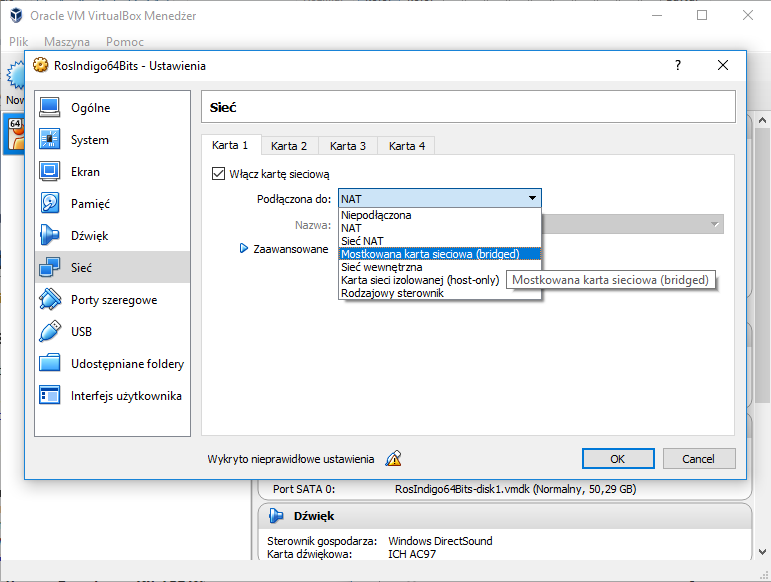 Oracle VM VirtualBox Menedżer
Plik Maszyna Pomoc
RosIndigo64Bits - Ustawienia
?
Now
64
Ogólne
System
Ekran
Pamięć
Dźwięk
Sieć
Porty szeregowe
USB
Udostępniane foldery
Interfejs użytkownika
Sieć
Karta 1 Karta 2 Karta 3 Karta 4
Włącz kartę sieciową
Podłączona do: NAT
Nazwa:
Zaawansowane
Niepodłączona
NAT
Sieć NAT
Mostkowana karta sieciowa (bridged)
Sieć wewnętrzna
Karta sieci izolowanej (host-only)
Rodzajowy sterownik
Mostkowana karta sieciowa (bridged)
Wykryto nieprawidłowe ustawienia
OK Cancel
Port SATA 0: RosIndigo64Bits-disk1.vmdk (Normalny, 50,29 GB)
Dźwięk
Sterownik gospodarza: Windows DirectSound
Karta dźwiękowa: ICH AC97